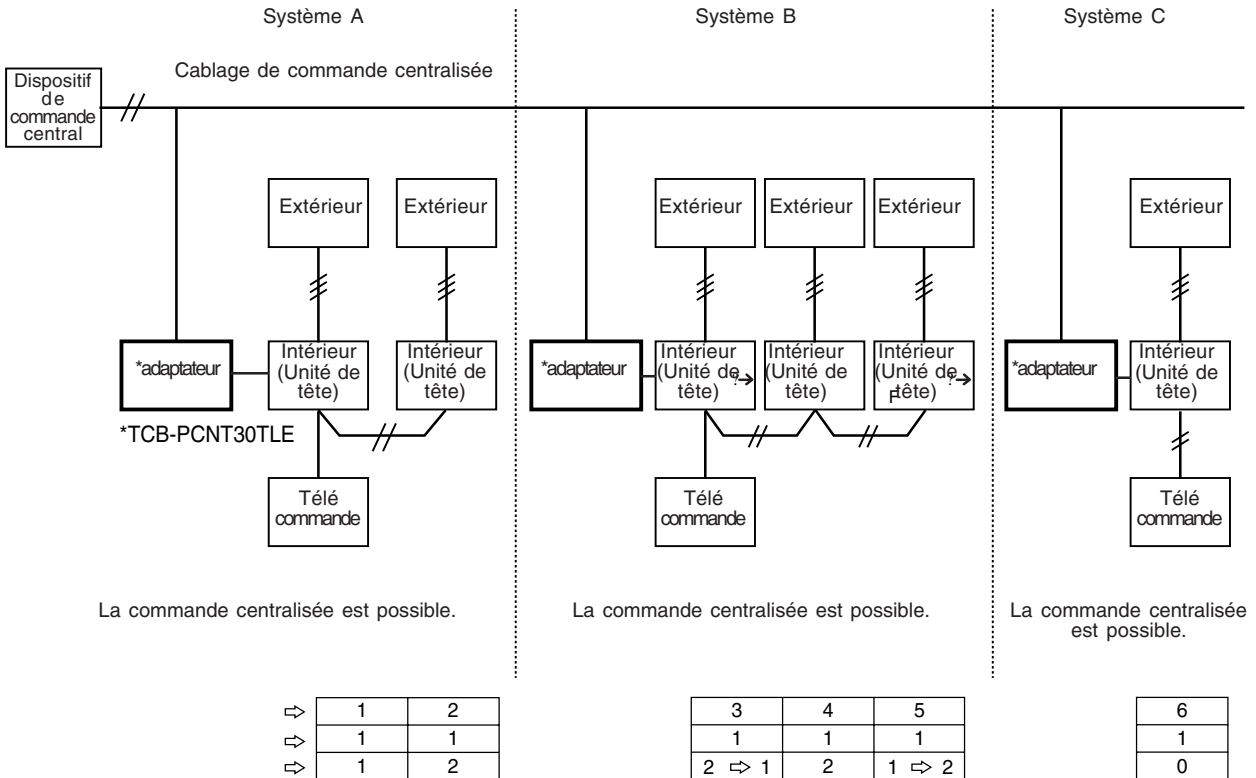 Système A
Système B
Système C
Cablage de commande centralisée
Dispositif
de
commande
central
Extérieur
Extérieur
Extérieur
Extérieur
Extérieur
Extérieur
*adaptateur
Intérieur
(Unité de
tête)
Intérieur
(Unité de
tête)
*adaptateur
Intérieur
(Unité de
tête)
Intérieur
(Unité de
tête)
Intérieur
(Unité de
tête)
*adaptateur
Intérieur
(Unité de
tête)
*TCB-PCNT30TLE
Télé
commande
Télé
commande
Télé
commande
La commande centralisée est possible.
La commande centralisée est possible.
La commande centralisée
est possible.
⇨ 1 2 3 4 5 6
⇨ 1 1 1 1 1 1
⇨ 1 2 2 ⇨ 1 2 1 ⇨ 2 0